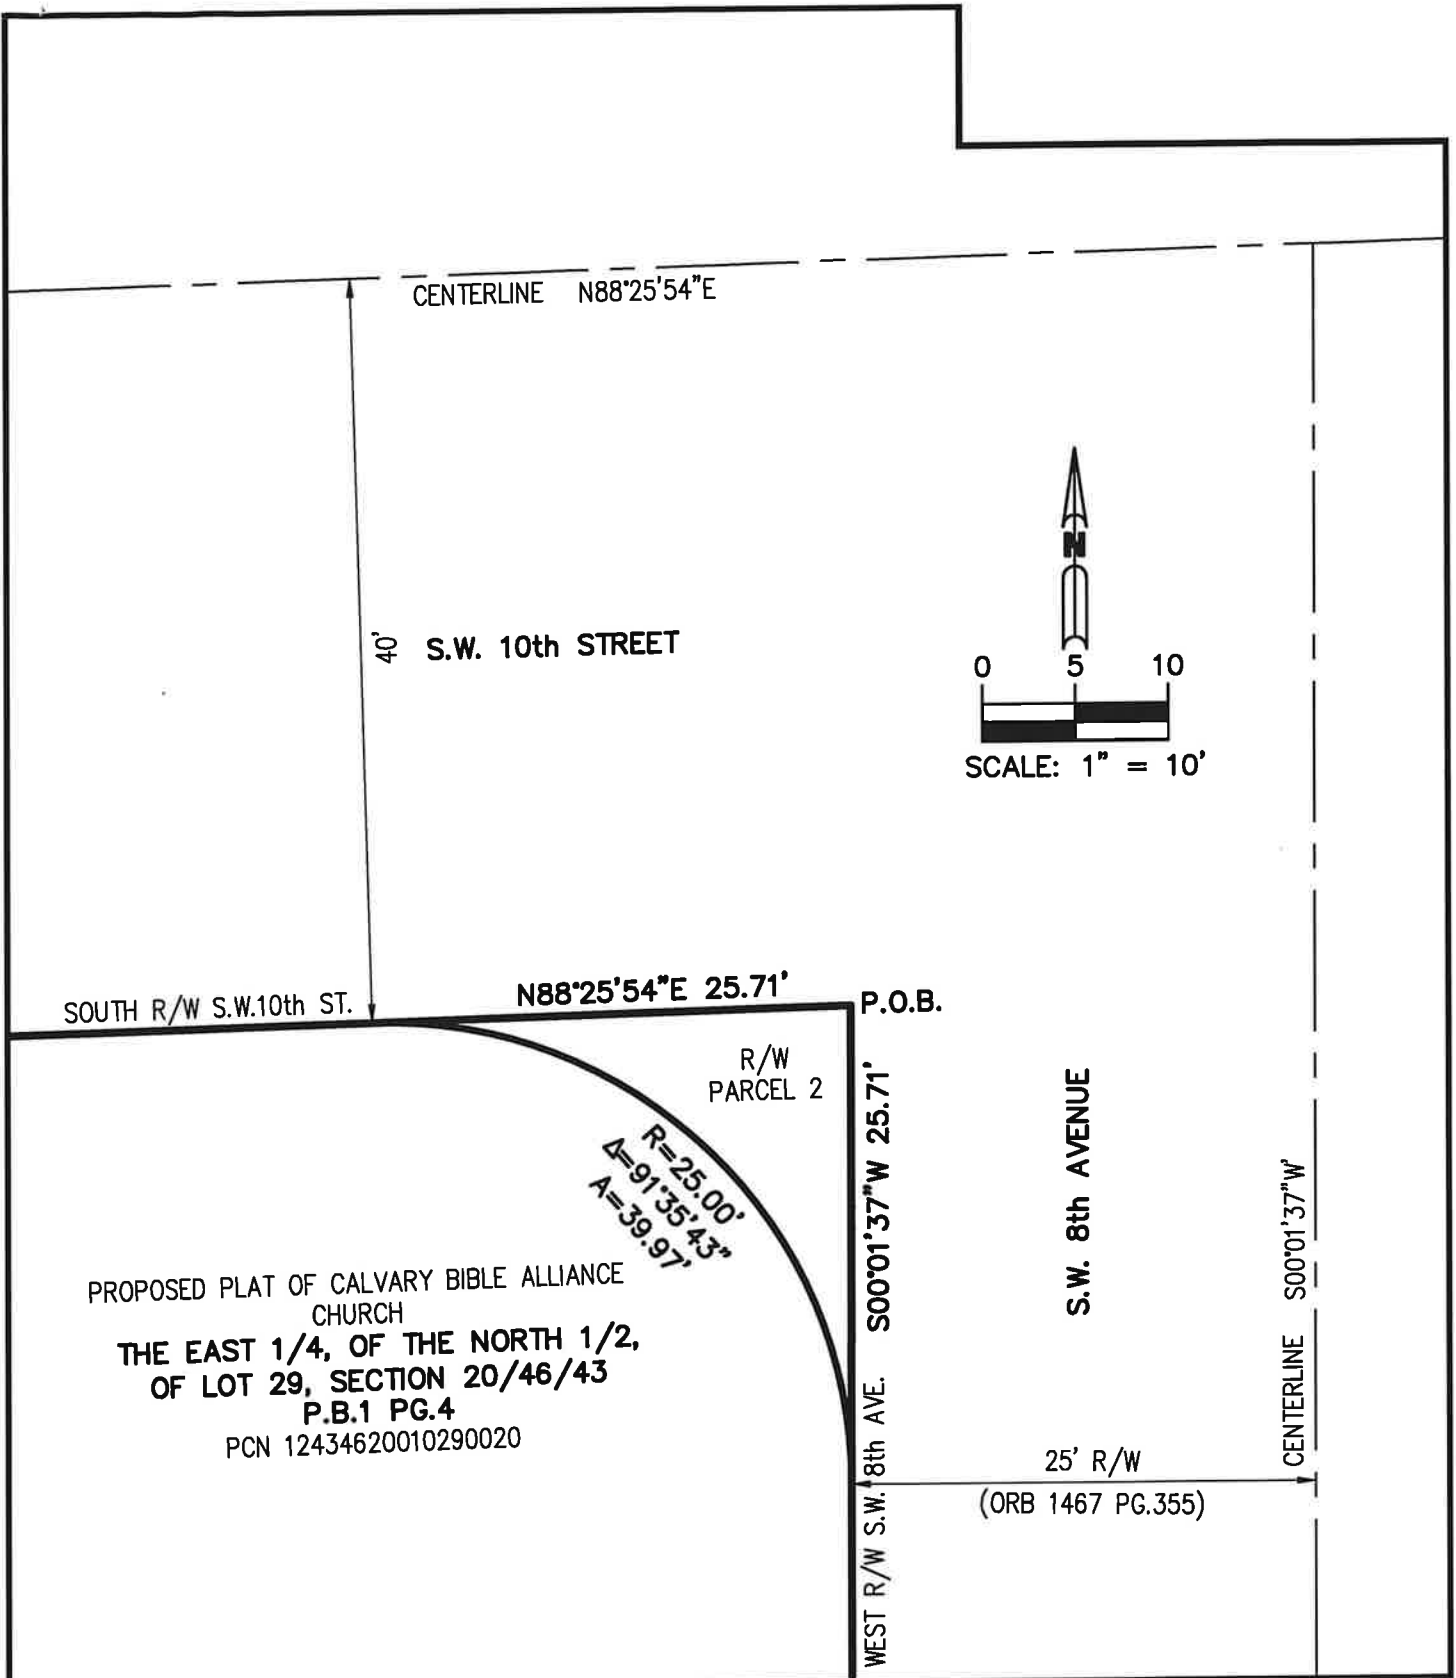 CENTERLINE N88°25'54"E
40'
S.W. 10th STREET
N
0 5 10
SCALE: 1" = 10'
SOUTH R/W S.W.10th ST.
N88°25'54"E 25.71'
P.O.B.
R/W
PARCEL 2
R=25.00'
Δ=91°35'43"
A=39.97'
S00°01'37"W 25.71'
S.W. 8th AVENUE
CENTERLINE S00°01'37"W
PROPOSED PLAT OF CALVARY BIBLE ALLIANCE
CHURCH
THE EAST 1/4, OF THE NORTH 1/2,
OF LOT 29, SECTION 20/46/43
P.B.1 PG.4
PCN 12434620010290020
WEST R/W S.W. 8th AVE.
25' R/W
(ORB 1467 PG.355)